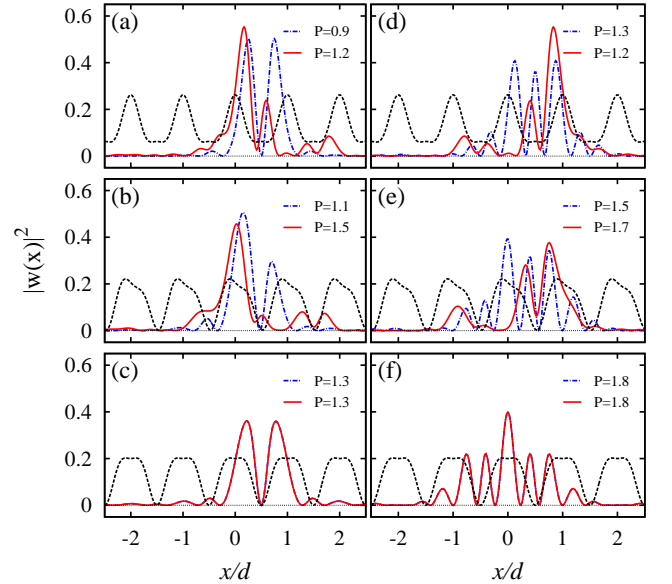 (a)
P=0.9
P=1.2
(d)
P=1.3
P=1.2
0.6
0.4
0.2
0
(b)
P=1.1
P=1.5
(e)
P=1.5
P=1.7
0.6
0.4
0.2
0
|w(x)|²
(c)
P=1.3
P=1.3
(f)
P=1.8
P=1.8
0.6
0.4
0.2
0
-2 -1 0 1 2 -2 -1 0 1 2
x/d x/d